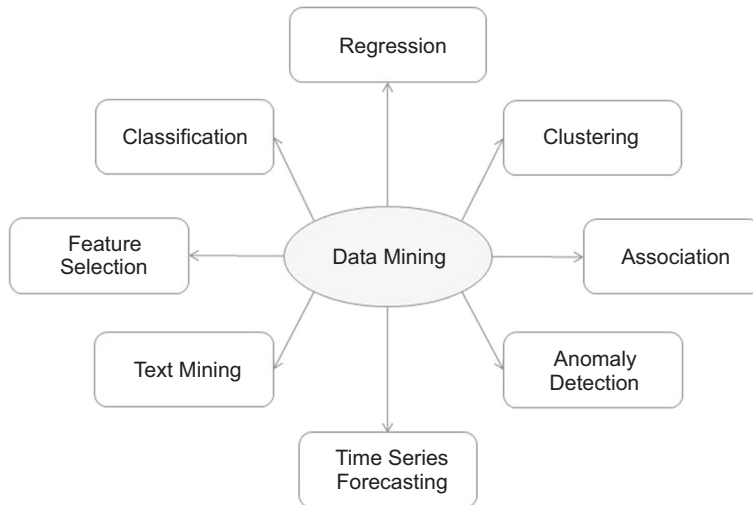 Regression
Classification
Clustering
Feature
Selection
Data Mining
Association
Text Mining
Anomaly
Detection
Time Series
Forecasting